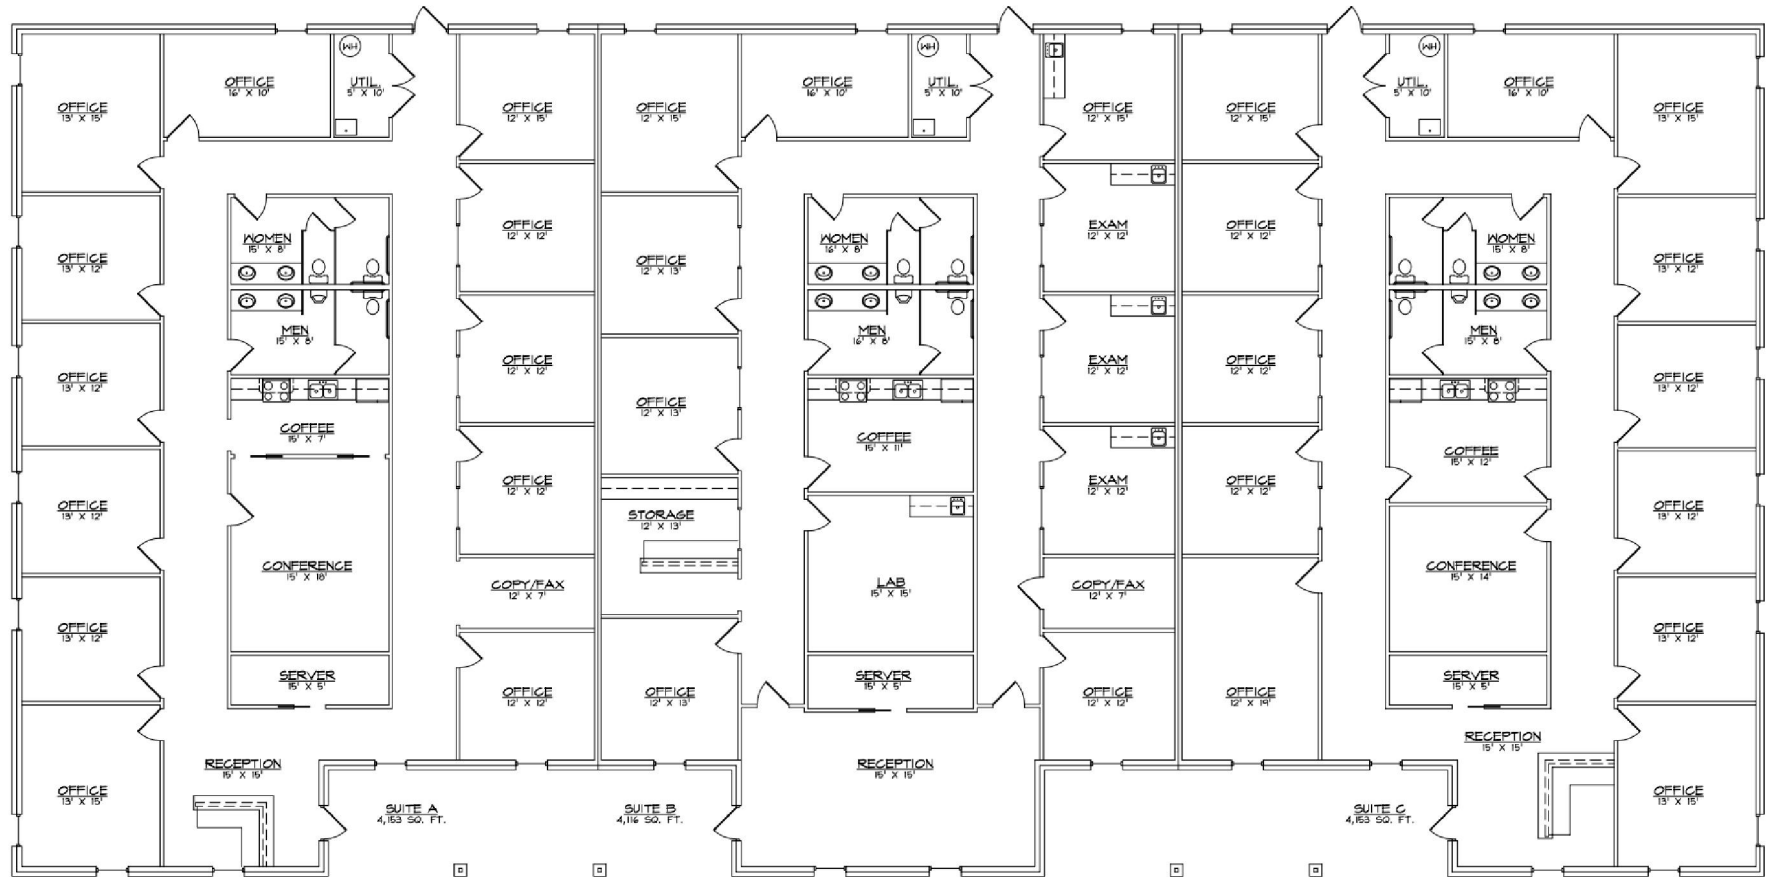 WH
WH
WH
OFFICE
16' X 10'
UTIL.
5' X 10'
OFFICE
16' X 10'
UTIL.
5' X 10'
UTIL.
5' X 10'
OFFICE
16' X 10'
OFFICE
13' X 15'
OFFICE
12' X 15'
OFFICE
12' X 15'
OFFICE
12' X 15'
OFFICE
12' X 15'
OFFICE
13' X 15'
OFFICE
12' X 12'
EXAM
12' X 12'
OFFICE
12' X 12'
WOMEN
15' X 8'
WOMEN
16' X 8'
WOMEN
15' X 8'
OFFICE
13' X 12'
OFFICE
12' X 13'
OFFICE
13' X 12'
MEN
15' X 8'
MEN
16' X 8'
MEN
15' X 8'
OFFICE
12' X 12'
EXAM
12' X 12'
OFFICE
12' X 12'
OFFICE
13' X 12'
OFFICE
13' X 12'
OFFICE
12' X 13'
COFFEE
15' X 7'
COFFEE
15' X 11'
COFFEE
15' X 12'
OFFICE
12' X 12'
EXAM
12' X 12'
OFFICE
12' X 12'
OFFICE
13' X 12'
STORAGE
12' X 13'
OFFICE
13' X 12'
CONFERENCE
15' X 18'
COPY/FAX
12' X 7'
LAB
15' X 15'
COPY/FAX
12' X 7'
CONFERENCE
15' X 14'
OFFICE
13' X 12'
OFFICE
13' X 12'
SERVER
15' X 5'
OFFICE
12' X 12'
OFFICE
12' X 13'
SERVER
15' X 5'
OFFICE
12' X 12'
OFFICE
12' X 19'
SERVER
15' X 5'
RECEPTION
15' X 15'
RECEPTION
15' X 15'
RECEPTION
15' X 15'
OFFICE
13' X 15'
OFFICE
13' X 15'
SUITE A
4,153 SQ. FT.
SUITE B
4,116 SQ. FT.
SUITE C
4,153 SQ. FT.